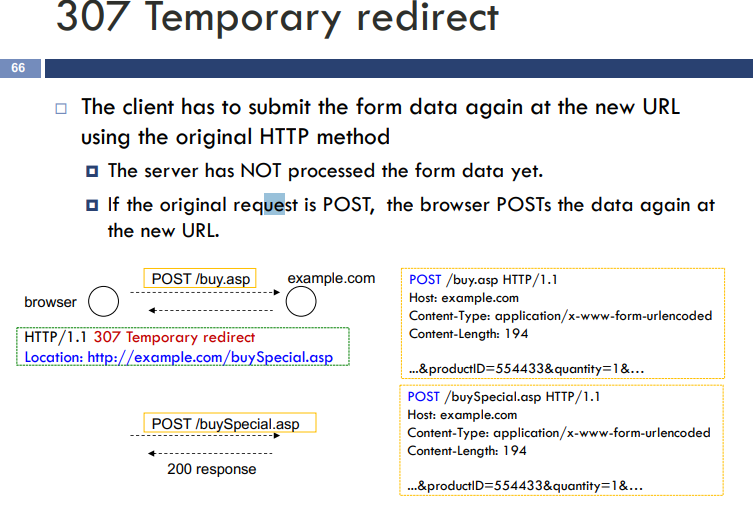 307 Temporary redirect
66
The client has to submit the form data again at the new URL
using the original HTTP method
The server has NOT processed the form data yet.
If the original request is POST, the browser POSTs the data again at
the new URL.
POST /buy.asp
example.com
browser
HTTP/1.1 307 Temporary redirect
Location: http://example.com/buySpecial.asp
POST /buySpecial.asp
200 response
POST /buy.asp HTTP/1.1
Host: example.com
Content-Type: application/x-www-form-urlencoded
Content-Length: 194
...&productID=554433&quantity=1&...
POST /buySpecial.asp HTTP/1.1
Host: example.com
Content-Type: application/x-www-form-urlencoded
Content-Length: 194
...&productID=554433&quantity=1&...